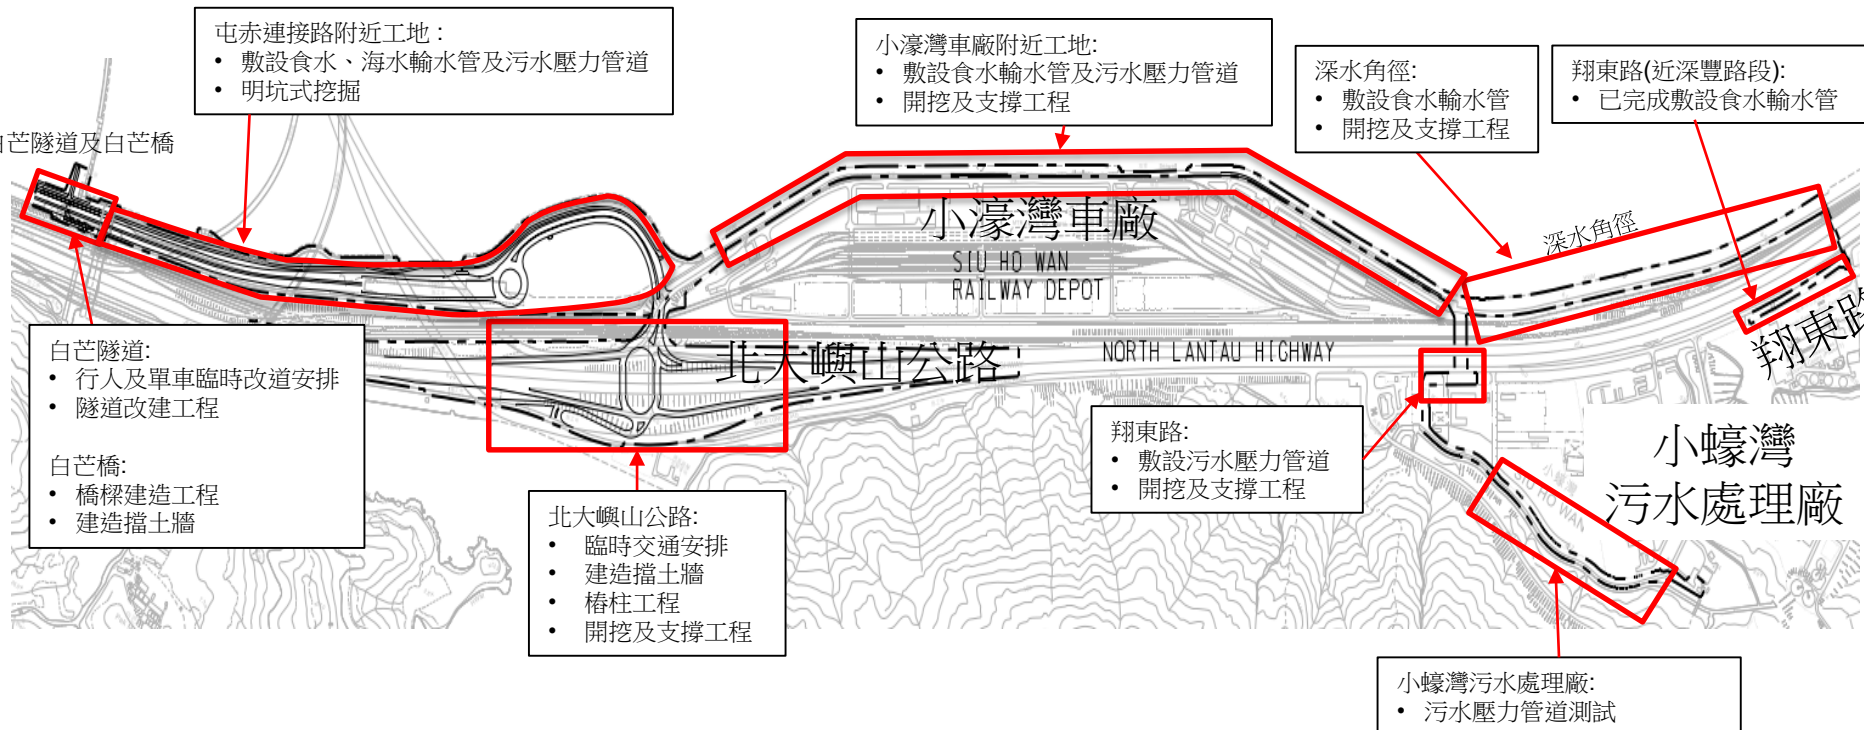 屯赤連接路附近工地 :
• 敷設食水、海水輸水管及污水壓力管道
• 明坑式挖掘
小濠灣車廠附近工地:
• 敷設食水輸水管及污水壓力管道
• 開挖及支撐工程
深水角徑:
• 敷設食水輸水管
• 開挖及支撐工程
翔東路(近深豐路段):
• 已完成敷設食水輸水管
白芒隧道及白芒橋
小濠灣車廠
SIU HO WAN
RAILWAY DEPOT
深水角徑
翔東路
北大嶼山公路
NORTH LANTAU HIGHWAY
白芒隧道:
• 行人及單車臨時改道安排
• 隧道改建工程
白芒橋:
• 橋樑建造工程
• 建造擋土牆
北大嶼山公路:
• 臨時交通安排
• 建造擋土牆
• 樁柱工程
• 開挖及支撐工程
翔東路:
• 敷設污水壓力管道
• 開挖及支撐工程
小蠔灣
污水處理廠
SIU HO WAN
小蠔灣污水處理廠:
• 污水壓力管道測試